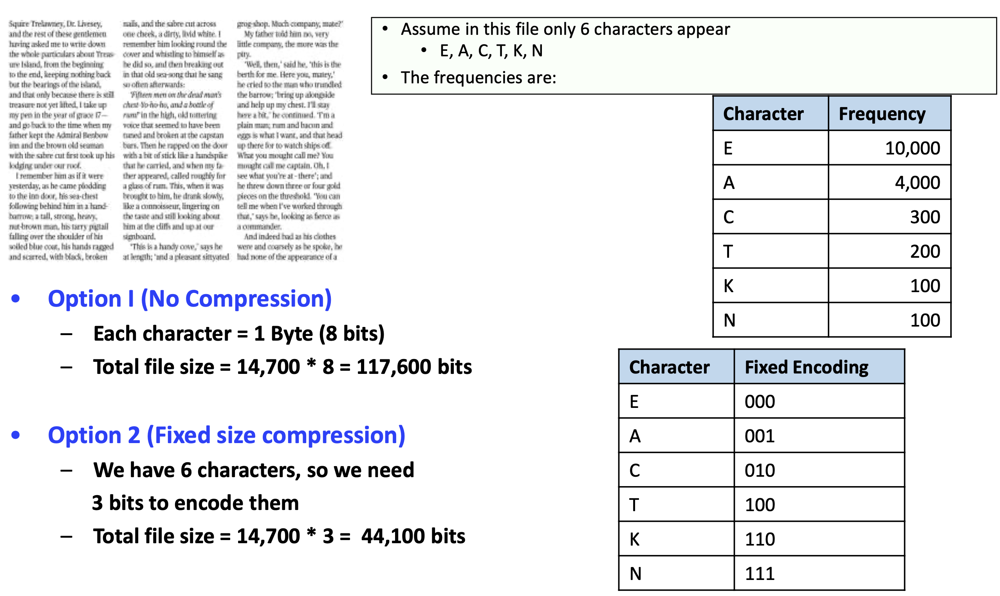 Squire Trelawney, Dr. Livesey,
and the rest of these gentlemen
having asked me to write down
the whole particulars about Treas-
ure Island, from the beginning
to the end, keeping nothing back
but the bearings of the island,
and that only because there is still
treasure not yet lifted, I take up
my pen in the year of grace 17—
and go back to the time when my
father kept the Admiral Benbow
inn and the brown old seaman
with the sabre cut first took up his
lodging under our roof.
I remember him as if it were
yesterday, as he came plodding
to the inn door, his sea-chest
following behind him in a hand-
barrow; a tall, strong, heavy,
nut-brown man, his tarry pigtail
falling over the shoulder of his
soiled blue coat, his hands ragged
and scarred, with black, broken
nails, and the sabre cut across
one cheek, a dirty, livid white. I
remember him looking round the
cover and whistling to himself as
he did so, and then breaking out
in that old sea-song that he sang
so often afterwards:
'Fifteen men on the dead man's
chest-Yo-ho-ho, and a bottle of
rum!' in the high, old tottering
voice that seemed to have been
tuned and broken at the capstan
bars. Then he rapped on the door
with a bit of stick like a handspike
that he carried, and when my fa-
ther appeared, called roughly for
a glass of rum. This, when it was
brought to him, he drank slowly,
like a connoisseur, lingering on
the taste and still looking about
him at the cliffs and up at our
signboard.
'This is a handy cove,' says he
at length; 'and a pleasant sittyated
grog-shop. Much company, mate?'
My father told him no, very
little company, the more was the
pity.
'Well, then,' said he, 'this is the
berth for me. Here you, matey,'
he cried to the man who trundled
the barrow; 'bring up alongside
and help up my chest. I'll stay
here a bit,' he continued. 'I'm a
plain man; rum and bacon and
eggs is what I want, and that head
up there for to watch ships off.
What you mought call me? You
mought call me captain. Oh, I
see what you're at - there'; and
he threw down three or four gold
pieces on the threshold. 'You can
tell me when I've worked through
that,' says he, looking as fierce as
a commander.
And indeed bad as his clothes
were and coarsely as he spoke, he
had none of the appearance of a
• Assume in this file only 6 characters appear
• E, A, C, T, K, N
• The frequencies are:
Character Frequency
E 10,000
A 4,000
C 300
T 200
K 100
N 100
• Option I (No Compression)
– Each character = 1 Byte (8 bits)
– Total file size = 14,700 * 8 = 117,600 bits
• Option 2 (Fixed size compression)
– We have 6 characters, so we need
3 bits to encode them
– Total file size = 14,700 * 3 = 44,100 bits
Character Fixed Encoding
E 000
A 001
C 010
T 100
K 110
N 111